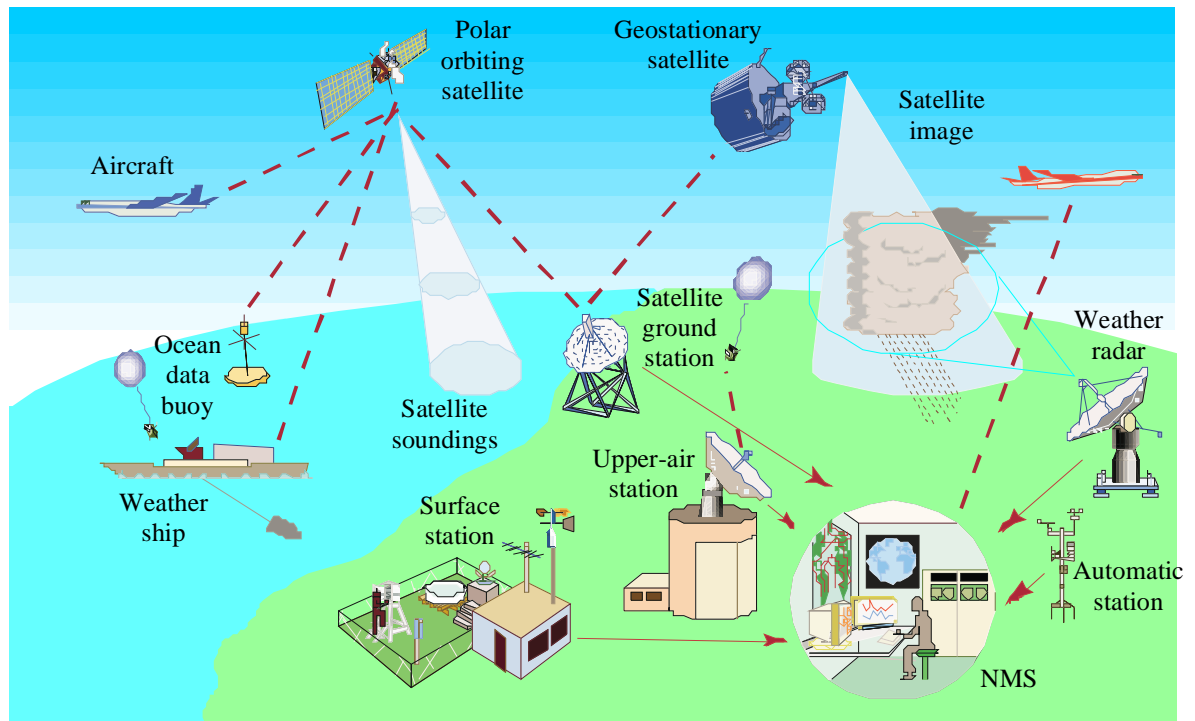 Polar
orbiting
satellite
Geostationary
satellite
Satellite
image
Aircraft
Ocean
data
buoy
Satellite
soundings
Satellite
ground
station
Weather
radar
Weather
ship
Surface
station
Upper-air
station
Automatic
station
NMS